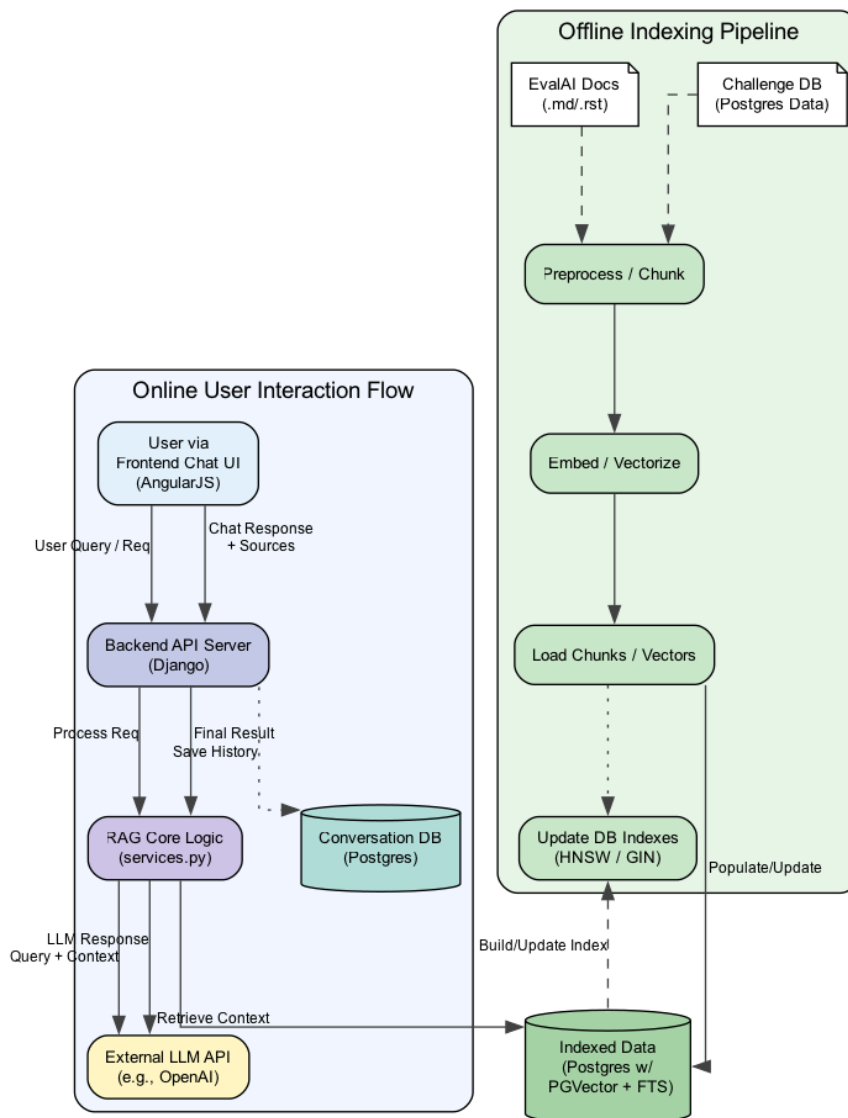 Offline Indexing Pipeline
EvalAI Docs
(.md/.rst)
Challenge DB
(Postgres Data)
Preprocess / Chunk
Embed / Vectorize
Load Chunks / Vectors
Update DB Indexes
(HNSW / GIN)
Populate/Update
Build/Update Index
Indexed Data
(Postgres w/
PGVector + FTS)
Online User Interaction Flow
User via
Frontend Chat UI
(AngularJS)
User Query / Req
Chat Response
+ Sources
Backend API Server
(Django)
Process Req
Final Result
Save History
RAG Core Logic
(services.py)
Conversation DB
(Postgres)
LLM Response
Query + Context
Retrieve Context
External LLM API
(e.g., OpenAI)